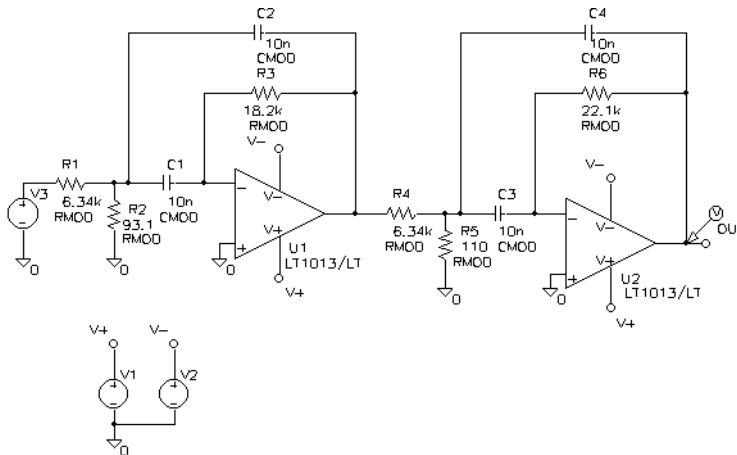 C2
10n
CMOD
R3
18.2k
RMOD
V-
R1
6.34k
RMOD
V3
R2
93.1
RMOD
C1
10n
CMOD
-
V-
V+
+
U1
LT1013/LT
V+
0
0
0
C4
10n
CMOD
R6
22.1k
RMOD
V-
R4
6.34k
RMOD
R5
110
RMOD
C3
10n
CMOD
-
V-
V+
+
U2
LT1013/LT
V+
0
0
V
OU
V+
V-
V1
V2
0